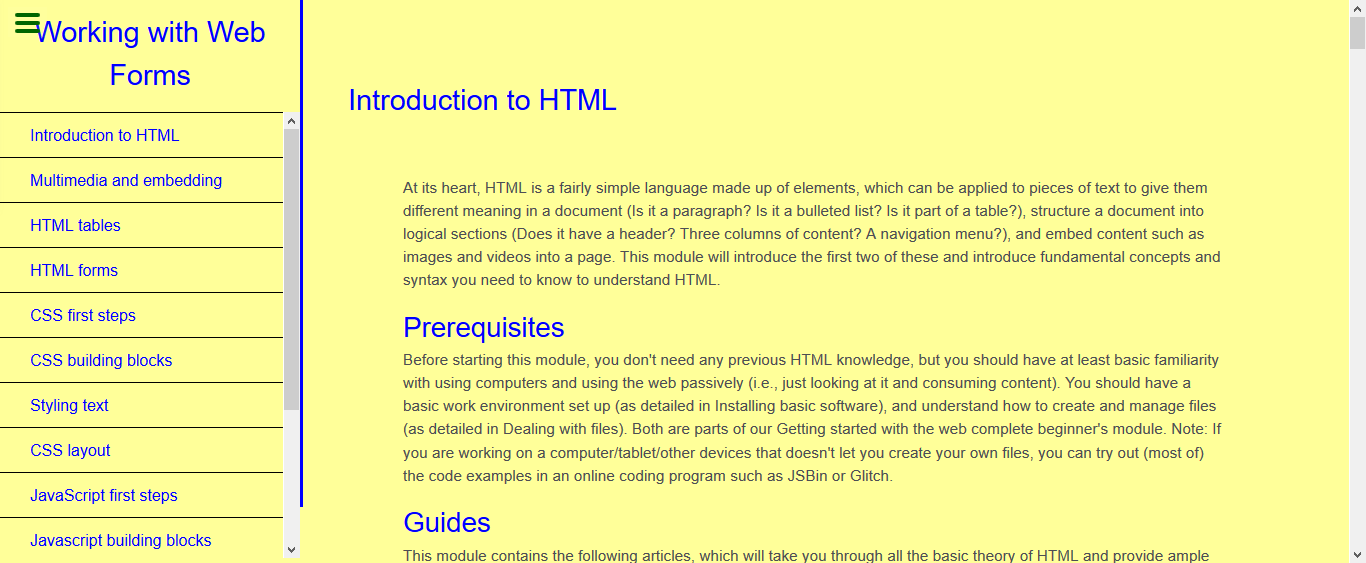 Working with Web
Forms
Introduction to HTML
Multimedia and embedding
HTML tables
HTML forms
CSS first steps
CSS building blocks
Styling text
CSS layout
JavaScript first steps
Javascript building blocks
Introduction to HTML
At its heart, HTML is a fairly simple language made up of elements, which can be applied to pieces of text to give them
different meaning in a document (Is it a paragraph? Is it a bulleted list? Is it part of a table?), structure a document into
logical sections (Does it have a header? Three columns of content? A navigation menu?), and embed content such as
images and videos into a page. This module will introduce the first two of these and introduce fundamental concepts and
syntax you need to know to understand HTML.
Prerequisites
Before starting this module, you don't need any previous HTML knowledge, but you should have at least basic familiarity
with using computers and using the web passively (i.e., just looking at it and consuming content). You should have a
basic work environment set up (as detailed in Installing basic software), and understand how to create and manage files
(as detailed in Dealing with files). Both are parts of our Getting started with the web complete beginner's module. Note: If
you are working on a computer/tablet/other devices that doesn't let you create your own files, you can try out (most of)
the code examples in an online coding program such as JSBin or Glitch.
Guides
This module contains the following articles, which will take you through all the basic theory of HTML and provide ample